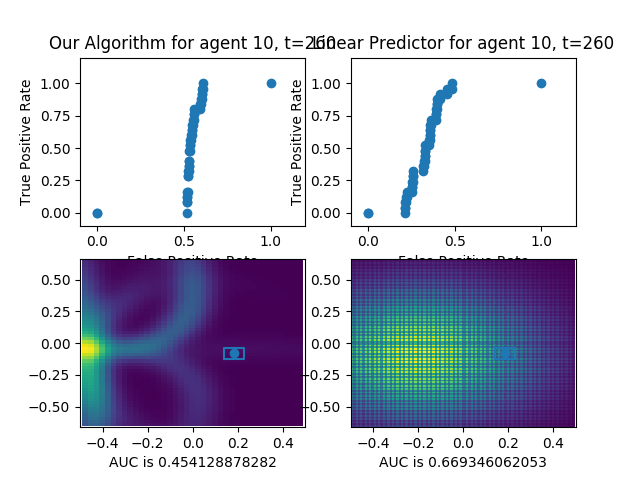 Our Algorithm for agent 10, t=260
Linear Predictor for agent 10, t=260
True Positive Rate
1.00
0.75
0.50
0.25
0.00
0.0 0.5 1.0
False Positive Rate
True Positive Rate
1.00
0.75
0.50
0.25
0.00
0.0 0.5 1.0
False Positive Rate
0.50
0.25
0.00
−0.25
−0.50
−0.4 −0.2 0.0 0.2 0.4
AUC is 0.454128878282
0.50
0.25
0.00
−0.25
−0.50
−0.4 −0.2 0.0 0.2 0.4
AUC is 0.669346062053